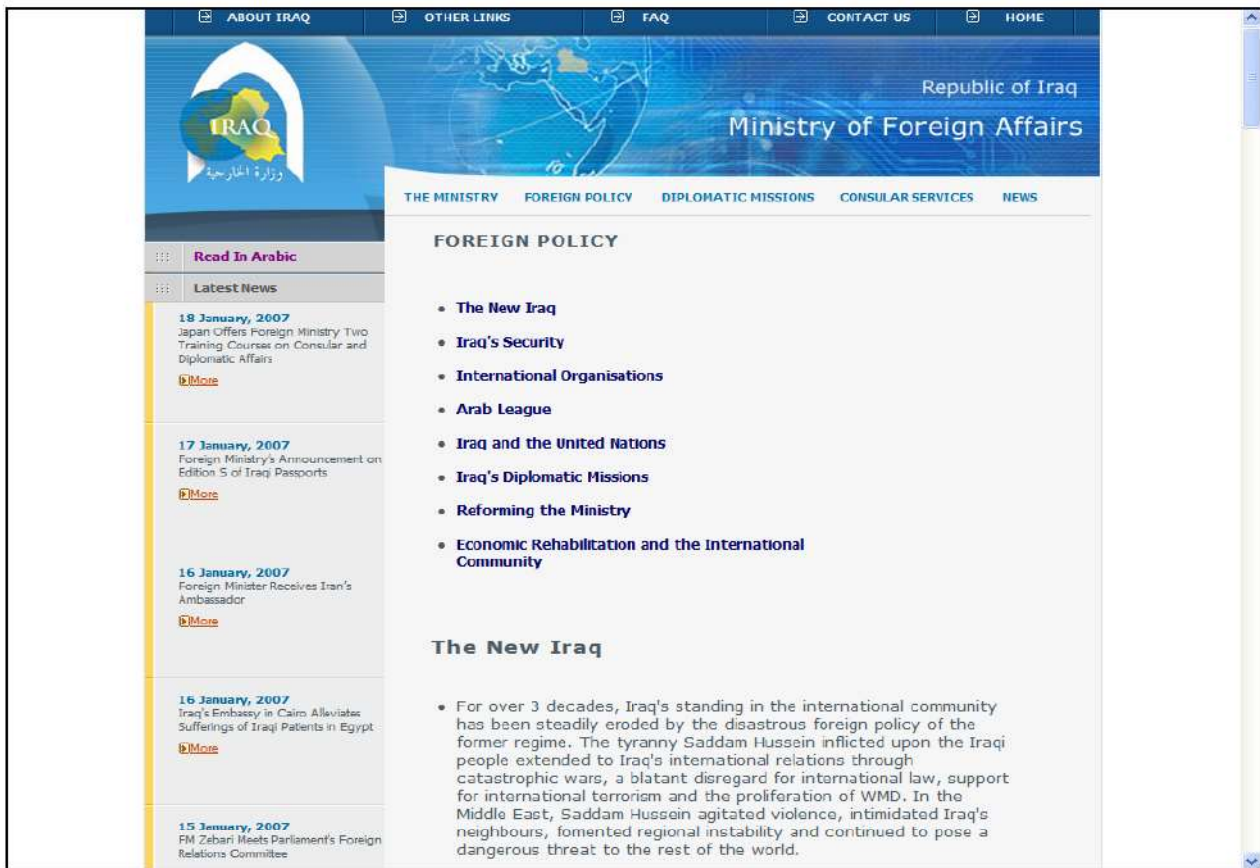 ABOUT IRAQ
OTHER LINKS
FAQ
CONTACT US
HOME
IRAQ
وزارة الخارجية
Republic of Iraq
Ministry of Foreign Affairs
THE MINISTRY
FOREIGN POLICY
DIPLOMATIC MISSIONS
CONSULAR SERVICES
NEWS
Read In Arabic
Latest News
18 January, 2007
Japan Offers Foreign Ministry Two
Training Courses on Consular and
Diplomatic Affairs
More
17 January, 2007
Foreign Ministry's Announcement on
Edition S of Iraqi Passports
More
16 January, 2007
Foreign Minister Receives Iran's
Ambassador
More
16 January, 2007
Iraq's Embassy in Cairo Alleviates
Sufferings of Iraqi Patients in Egypt
More
15 January, 2007
FM Zebari Meets Parliament's Foreign
Relations Committee
FOREIGN POLICY
• The New Iraq
• Iraq's Security
• International Organisations
• Arab League
• Iraq and the United Nations
• Iraq's Diplomatic Missions
• Reforming the Ministry
• Economic Rehabilitation and the International
Community
The New Iraq
• For over 3 decades, Iraq's standing in the international community
has been steadily eroded by the disastrous foreign policy of the
former regime. The tyranny Saddam Hussein inflicted upon the Iraqi
people extended to Iraq's international relations through
catastrophic wars, a blatant disregard for international law, support
for international terrorism and the proliferation of WMD. In the
Middle East, Saddam Hussein agitated violence, intimidated Iraq's
neighbours, fomented regional instability and continued to pose a
dangerous threat to the rest of the world.